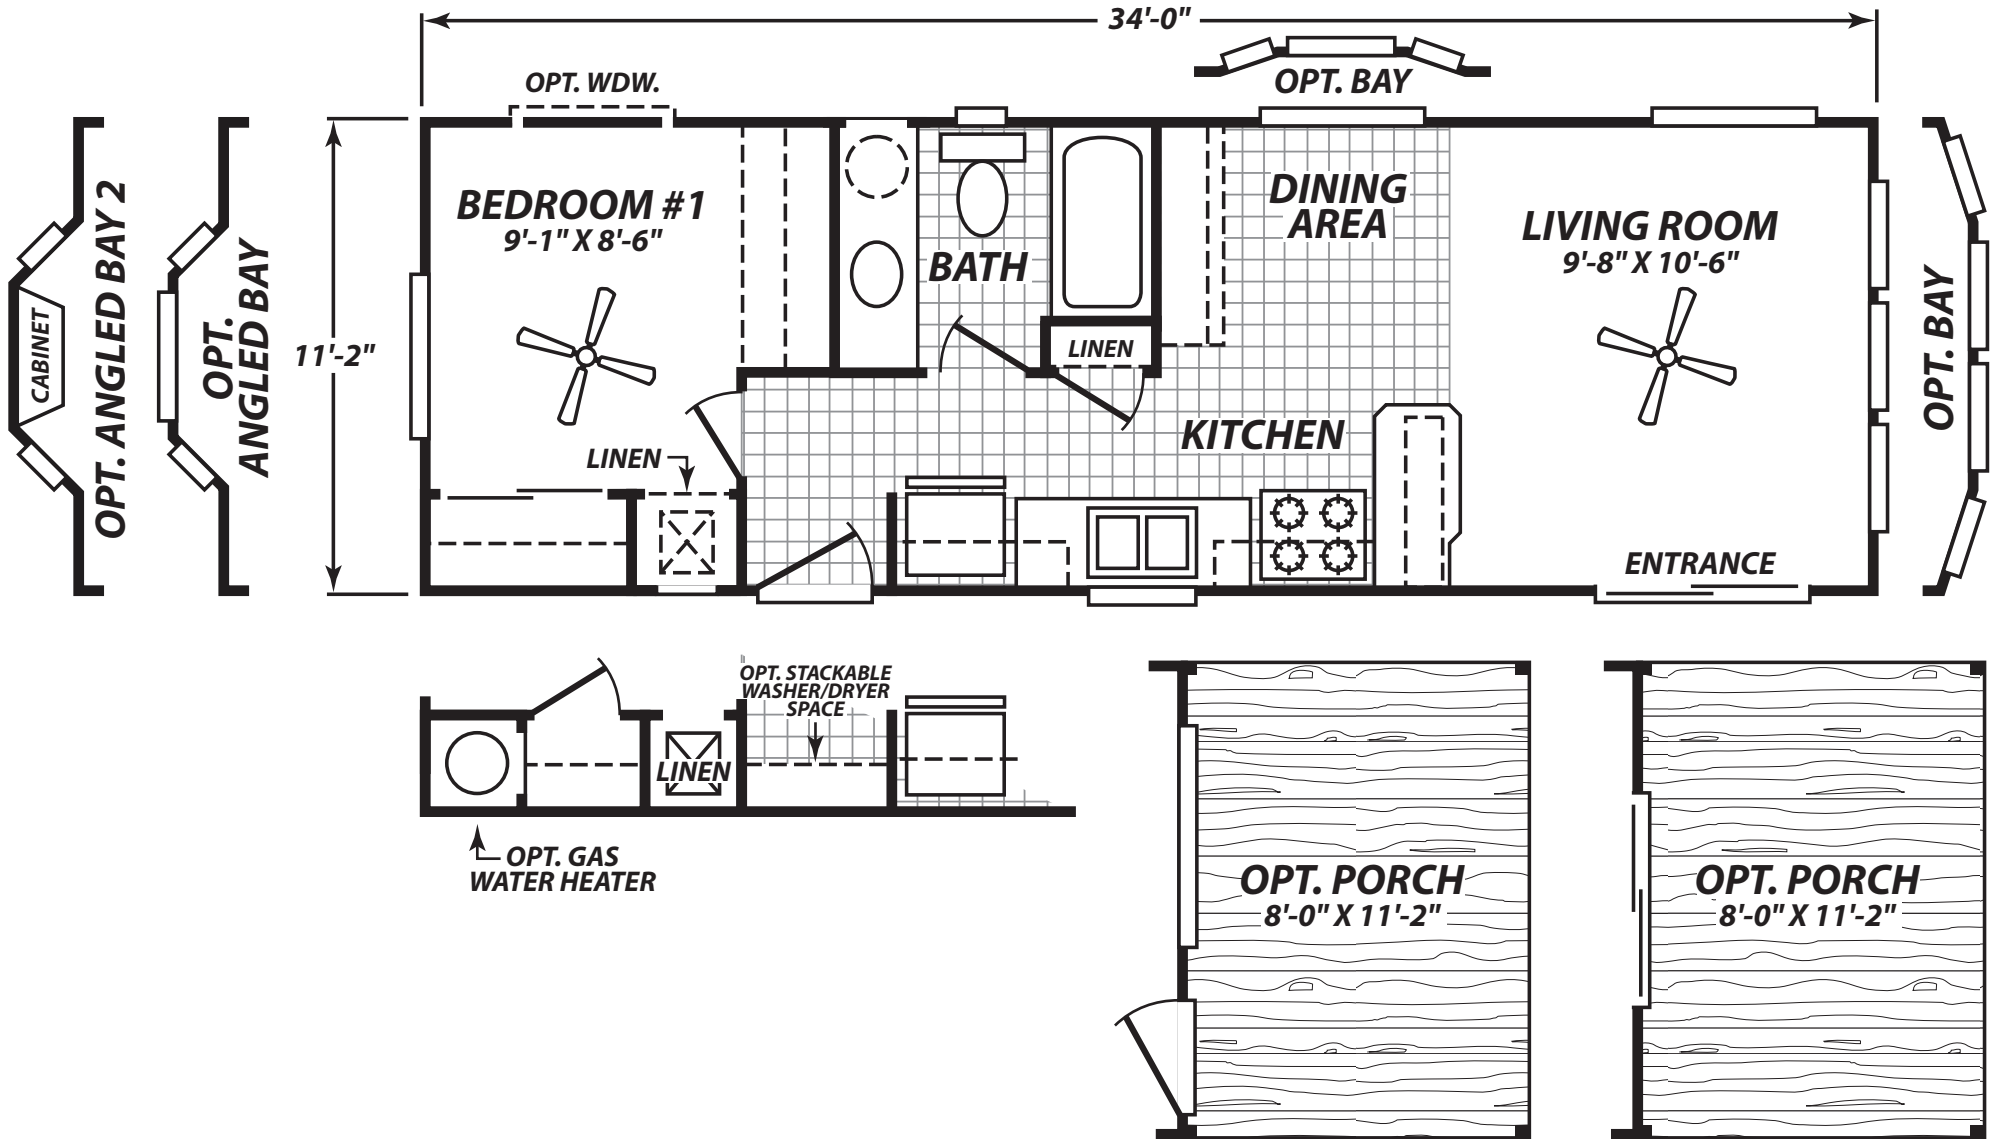 34'-0"
OPT. BAY
OPT. WDW.
OPT. ANGLED BAY 2
CABINET
OPT.
ANGLED BAY
11'-2"
BEDROOM #1
9'-1" X 8'-6"
BATH
LINEN
DINING
AREA
LIVING ROOM
9'-8" X 10'-6"
OPT. BAY
KITCHEN
LINEN
ENTRANCE
OPT. STACKABLE
WASHER/DRYER
SPACE
LINEN
OPT. GAS
WATER HEATER
OPT. PORCH
8'-0" X 11'-2"
OPT. PORCH
8'-0" X 11'-2"